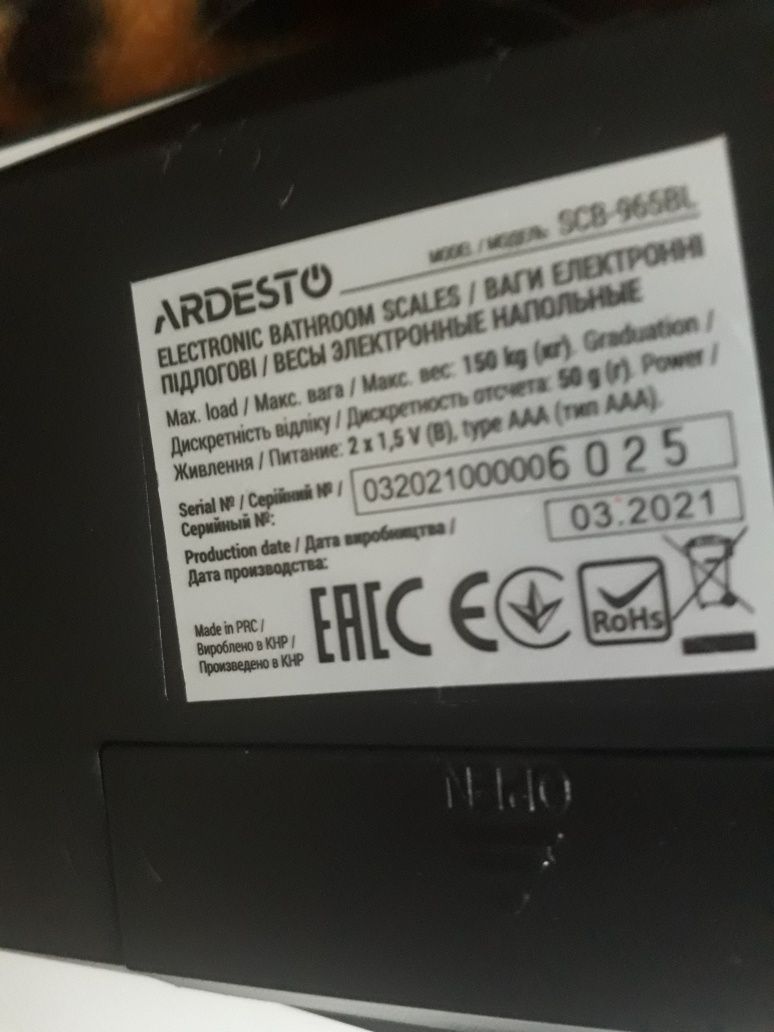 ARDESTO MODEL / МОДЕЛЬ: SCB-965BL
ELECTRONIC BATHROOM SCALES / ВАГИ ЕЛЕКТРОННІ
ПІДЛОГОВІ / ВЕСЫ ЭЛЕКТРОННЫЕ НАПОЛЬНЫЕ
Max. load / Макс. вага / Макс. вес: 150 kg (кг). Graduation /
Дискретність відліку / Дискретность отсчета: 50 g (г). Power /
Живлення / Питание: 2 x 1,5 V (В), type AAA (тип AAA).
Serial № / Серійний № /
Серийный №:
032021000006025
Production date / Дата виробництва /
Дата производства:
03.2021
Made in PRC /
Вироблено в КНР /
Произведено в КНР
EAC CE RoHs
OPEN